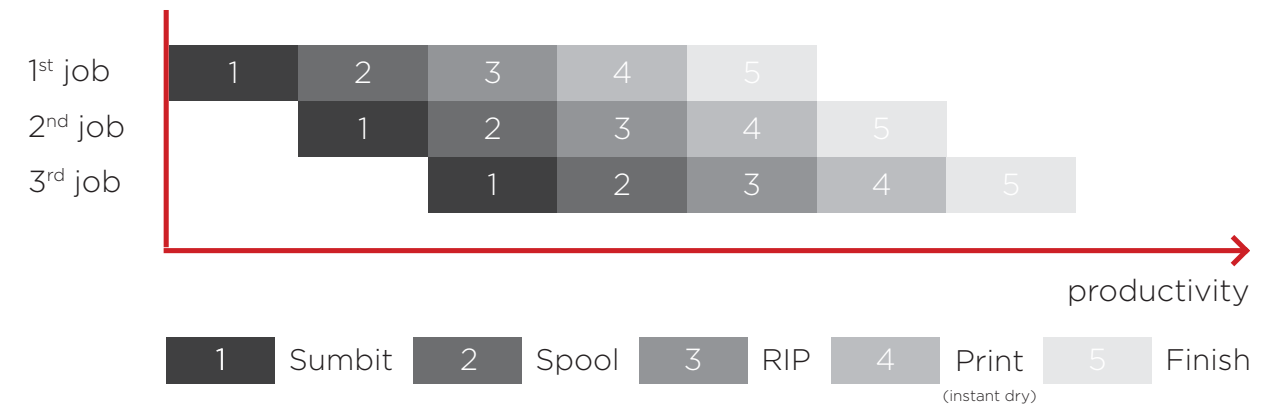 1st job 1 2 3 4 5
2nd job 1 2 3 4 5
3rd job 1 2 3 4 5
productivity
1 Sumbit 2 Spool 3 RIP 4 Print 5 Finish
(instant dry)